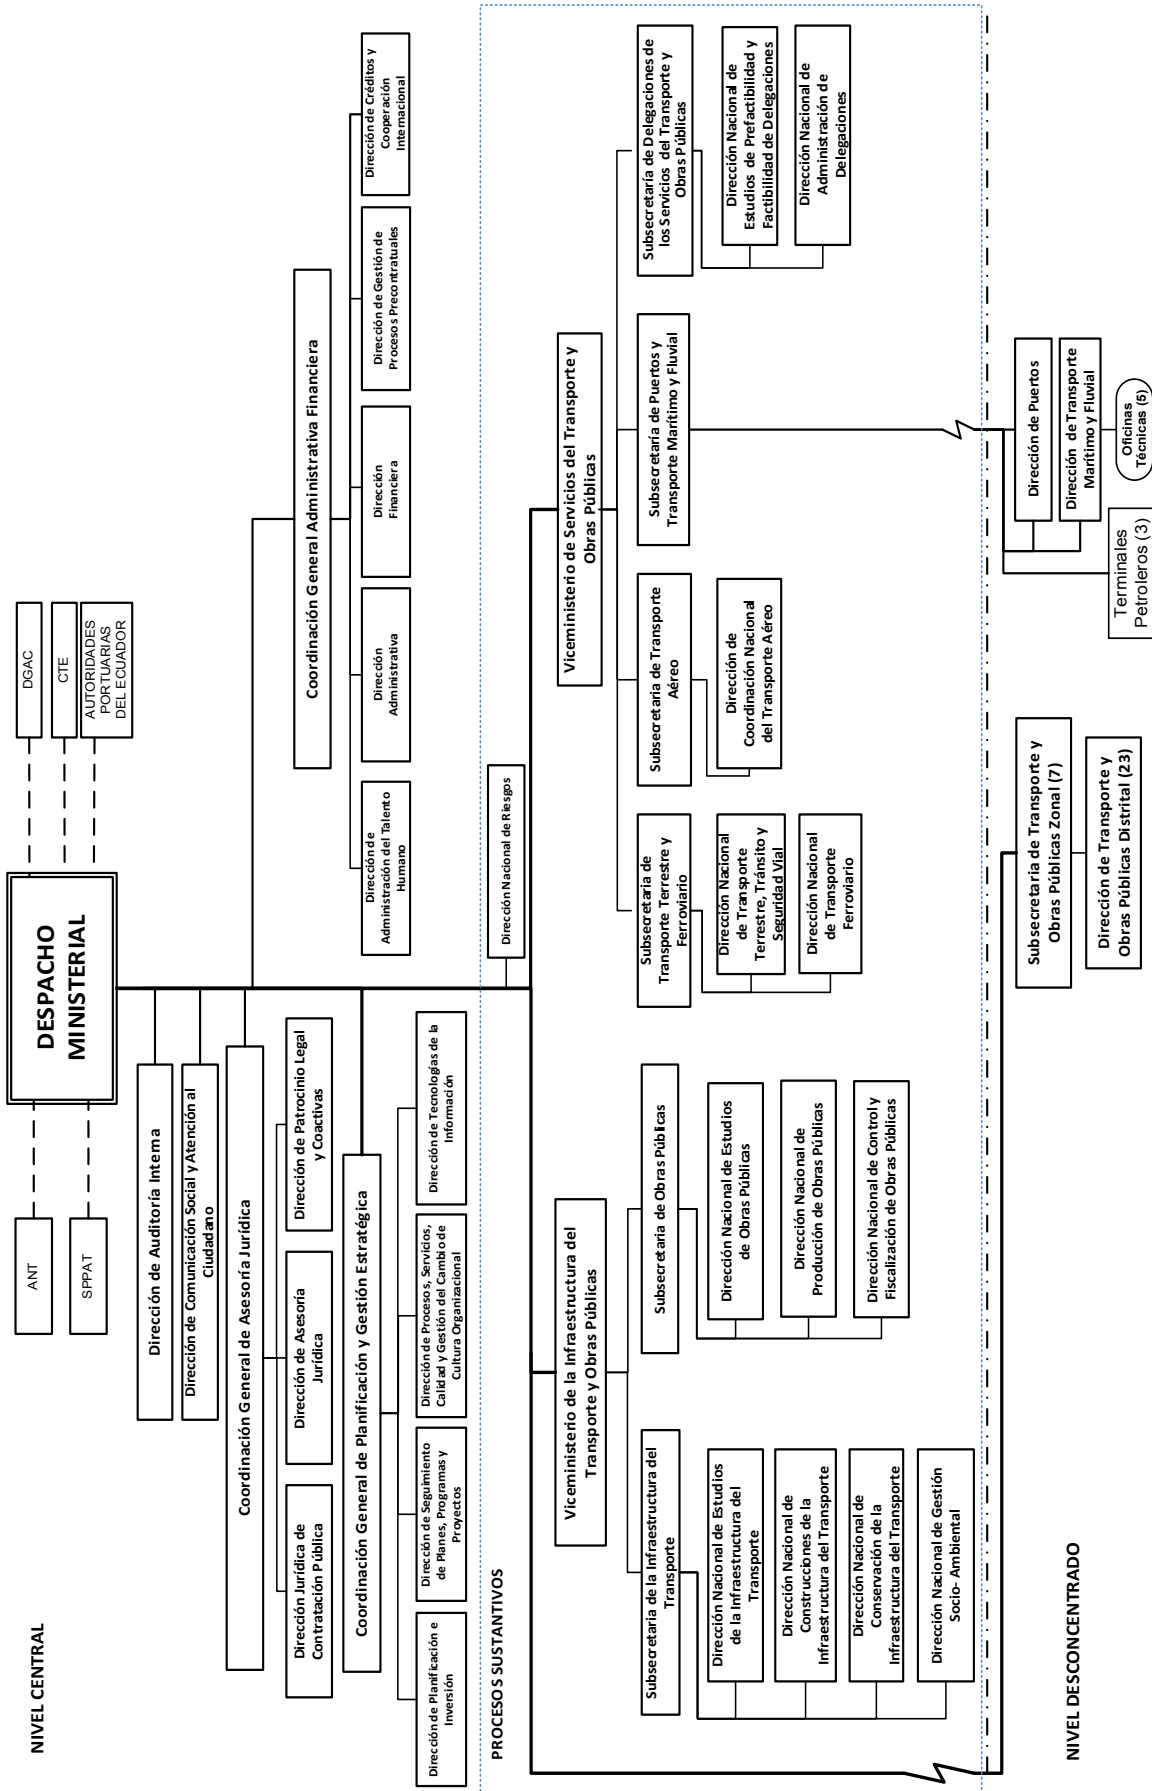 NIVEL CENTRAL
ANT
SPPAT
DESPACHO
MINISTERIAL
DGAC
CTE
AUTORIDADES
PORTUARIAS
DEL ECUADOR
Dirección de Auditoría Interna
Dirección de Comunicación Social y Atención al
Ciudadano
Coordinación General de Asesoría Jurídica
Dirección Jurídica de
Contratación Pública
Dirección de Asesoría
Jurídica
Dirección de Patrocinio Legal
y Coactivas
Coordinación General de Planificación y Gestión Estratégica
Dirección de Planificación e
Inversión
Dirección de Seguimiento
de Planes, Programas y
Proyectos
Dirección de Procesos, Servicios,
Calidad y Gestión del Cambio de
Cultura Organizacional
Dirección de Tecnologías de la
Información
Coordinación General Administrativa Financiera
Dirección de
Administración del Talento
Humano
Dirección
Administrativa
Dirección
Financiera
Dirección de Gestión de
Procesos Precontratuales
Dirección de Créditos y
Cooperación
Internacional
PROCESOS SUSTANTIVOS
Dirección Nacional de Riesgos
Viceministerio de la Infraestructura del
Transporte y Obras Públicas
Subsecretaria de la Infraestructura del
Transporte
Dirección Nacional de Estudios
de la Infraestructura del
Transporte
Dirección Nacional de
Construcciones de la
Infraestructura del Transporte
Dirección Nacional de
Conservación de la
Infraestructura del Transporte
Dirección Nacional de Gestión
Socio- Ambiental
Subsecretaria de Obras Públicas
Dirección Nacional de Estudios
de Obras Públicas
Dirección Nacional de
Producción de Obras Públicas
Dirección Nacional de Control y
Fiscalización de Obras Públicas
Viceministerio de Servicios del Transporte y
Obras Públicas
Subsecretaria de
Transporte Terrestre y
Ferroviario
Dirección Nacional
de Transporte
Terrestre, Tránsito y
Seguridad Vial
Dirección Nacional
de Transporte
Ferroviario
Subsecretaria de Transporte
Aéreo
Dirección de
Coordinación Nacional
del Transporte Aéreo
Subsecretaría de Puertos y
Transporte Marítimo y Fluvial
Subsecretaría de Delegaciones de
los Servicios del Transporte y
Obras Públicas
Dirección Nacional de
Estudios de Prefactibilidad y
Factibilidad de Delegaciones
Dirección Nacional de
Administración de
Delegaciones
NIVEL DESCONCENTRADO
Subsecretaria de Transporte y
Obras Públicas Zonal (7)
Dirección de Transporte y
Obras Públicas Distrital (23)
Dirección de Puertos
Dirección de Transporte
Marítimo y Fluvial
Terminales
Petroleros (3)
Oficinas
Técnicas (5)